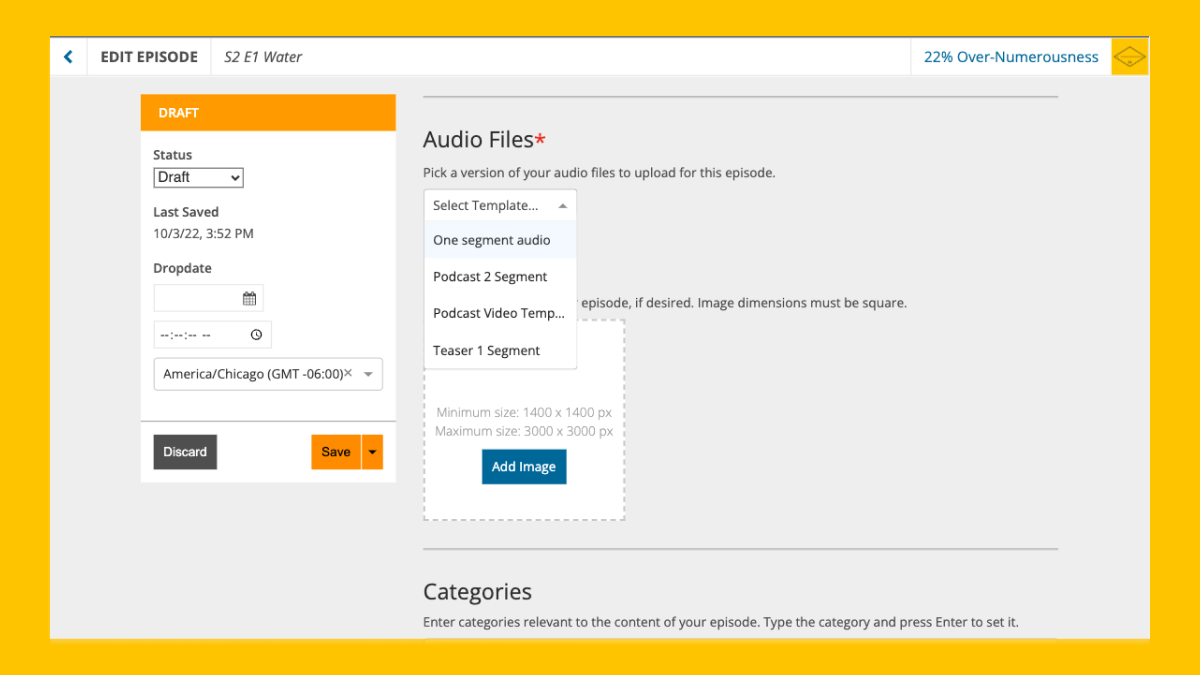 EDIT EPISODE
S2 E1 Water
22% Over-Numerousness
DRAFT
Status
Draft
Last Saved
10/3/22, 3:52 PM
Dropdate
--:--:-- --
America/Chicago (GMT -06:00)×
Discard
Save
Audio Files*
Pick a version of your audio files to upload for this episode.
Select Template...
One segment audio
Podcast 2 Segment
Podcast Video Temp...
Teaser 1 Segment
episode, if desired. Image dimensions must be square.
Minimum size: 1400 x 1400 px
Maximum size: 3000 x 3000 px
Add Image
Categories
Enter categories relevant to the content of your episode. Type the category and press Enter to set it.